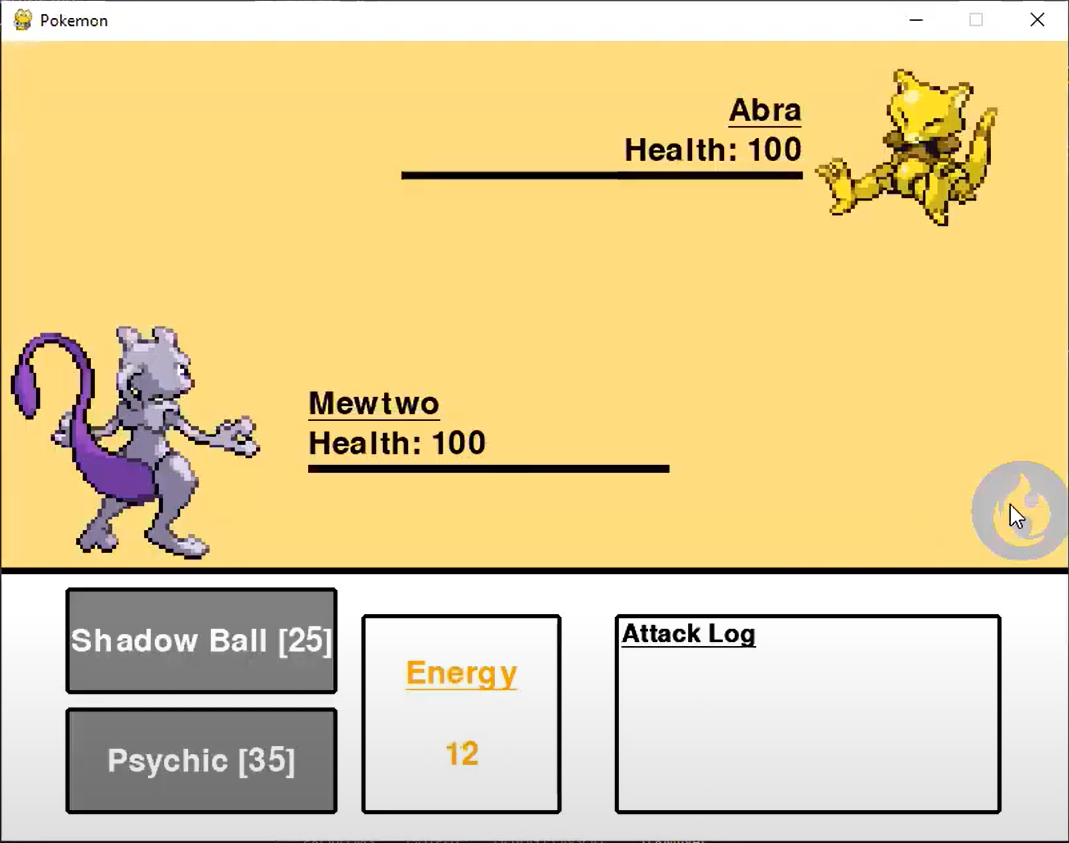 Pokemon
Abra
Health: 100
Mewtwo
Health: 100
Shadow Ball [25]
Psychic [35]
Energy
12
Attack Log